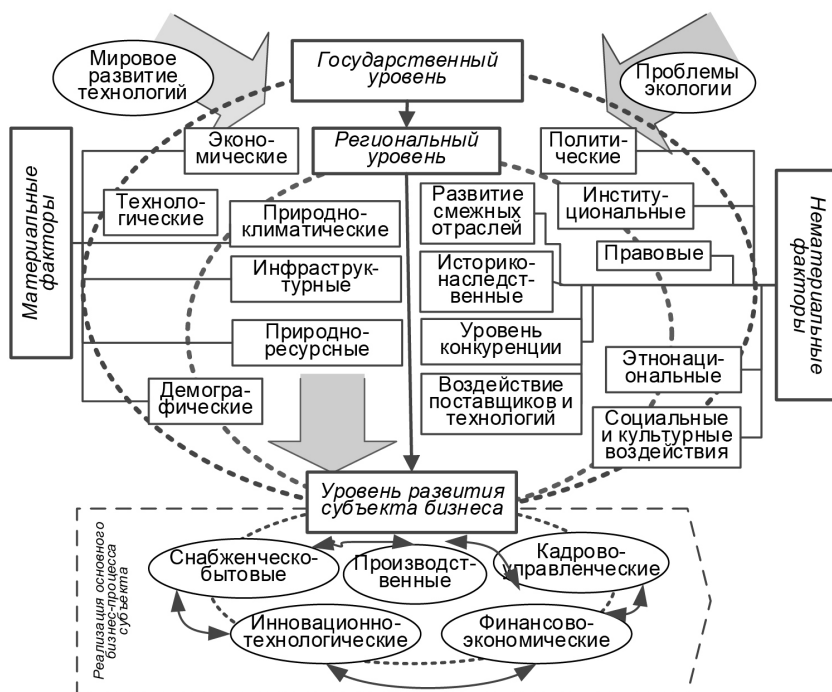 Мировое
развитие
технологий
Государственный
уровень
Проблемы
экологии
Эконо-
мические
Региональный
уровень
Полити-
ческие
Материальные
факторы
Техноло-
гические
Природно-
климатические
Развитие
смежных
отраслей
Институ-
циональные
Нематериальные
факторы
Правовые
Инфраструк-
турные
Историко-
наследст-
венные
Природно-
ресурсные
Уровень
конкуренции
Этнонаци-
ональные
Демогра-
фические
Воздействие
поставщиков и
технологий
Социальные
и культурные
воздействия
Уровень развития
субъекта бизнеса
Реализация основного
бизнес-процесса
субъекта
Снабженческо-
бытовые
Производст-
венные
Кадрово-
управленческие
Инновационно-
технологические
Финансово-
экономические